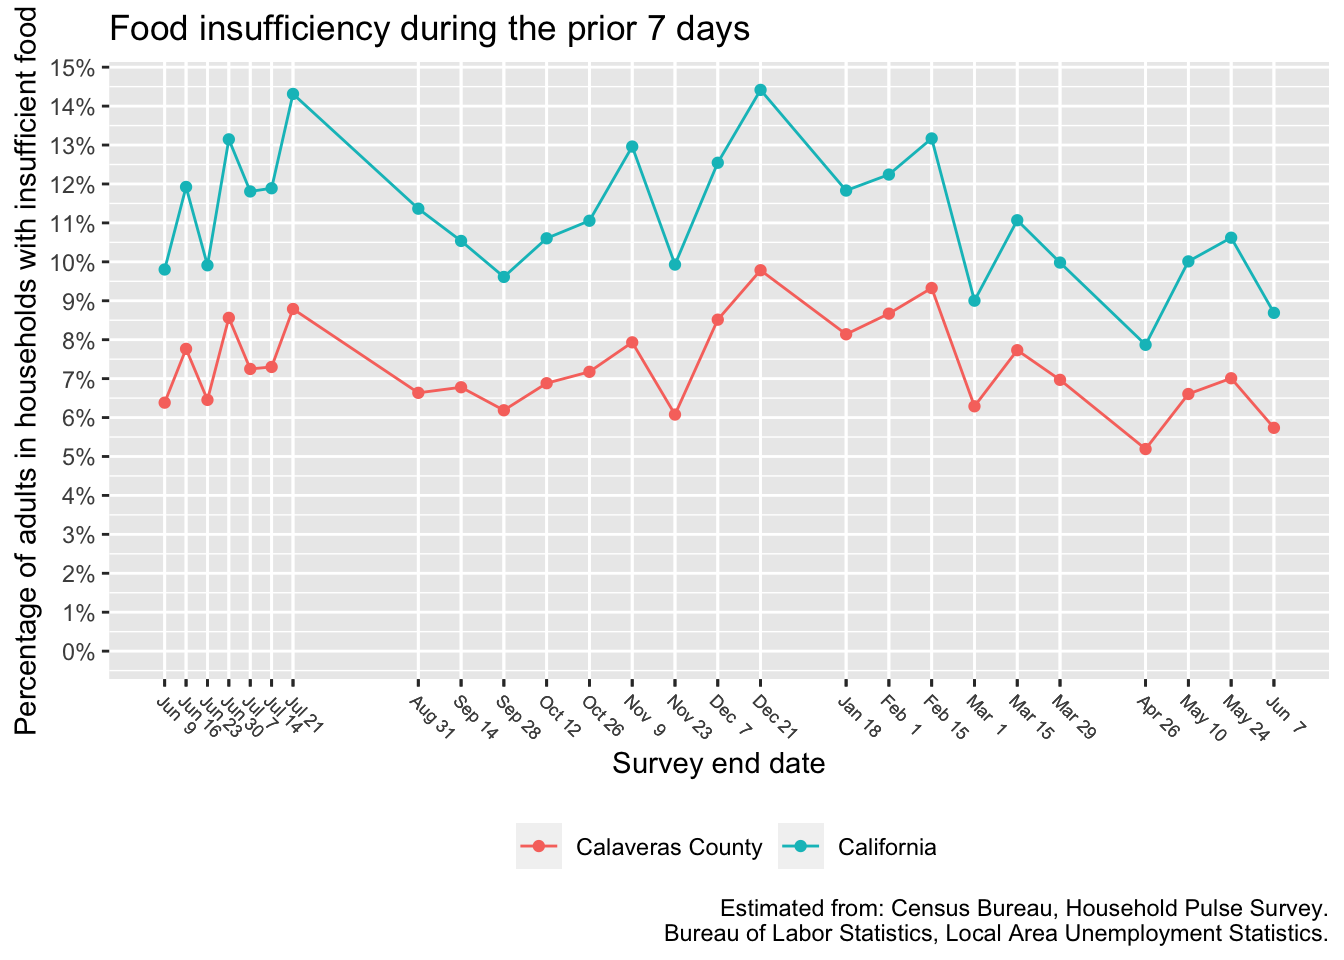 Food insufficiency during the prior 7 days
Percentage of adults in households with insufficient food
15%
14%
13%
12%
11%
10%
9%
8%
7%
6%
5%
4%
3%
2%
1%
0%
Jun 9
Jun 16
Jun 23
Jun 30
Jul 7
Jul 14
Jul 21
Aug 31
Sep 14
Sep 28
Oct 12
Oct 26
Nov 9
Nov 23
Dec 7
Dec 21
Jan 18
Feb 1
Feb 15
Mar 1
Mar 15
Mar 29
Apr 26
May 10
May 24
Jun 7
Survey end date
Calaveras County
California
Estimated from: Census Bureau, Household Pulse Survey.
Bureau of Labor Statistics, Local Area Unemployment Statistics.